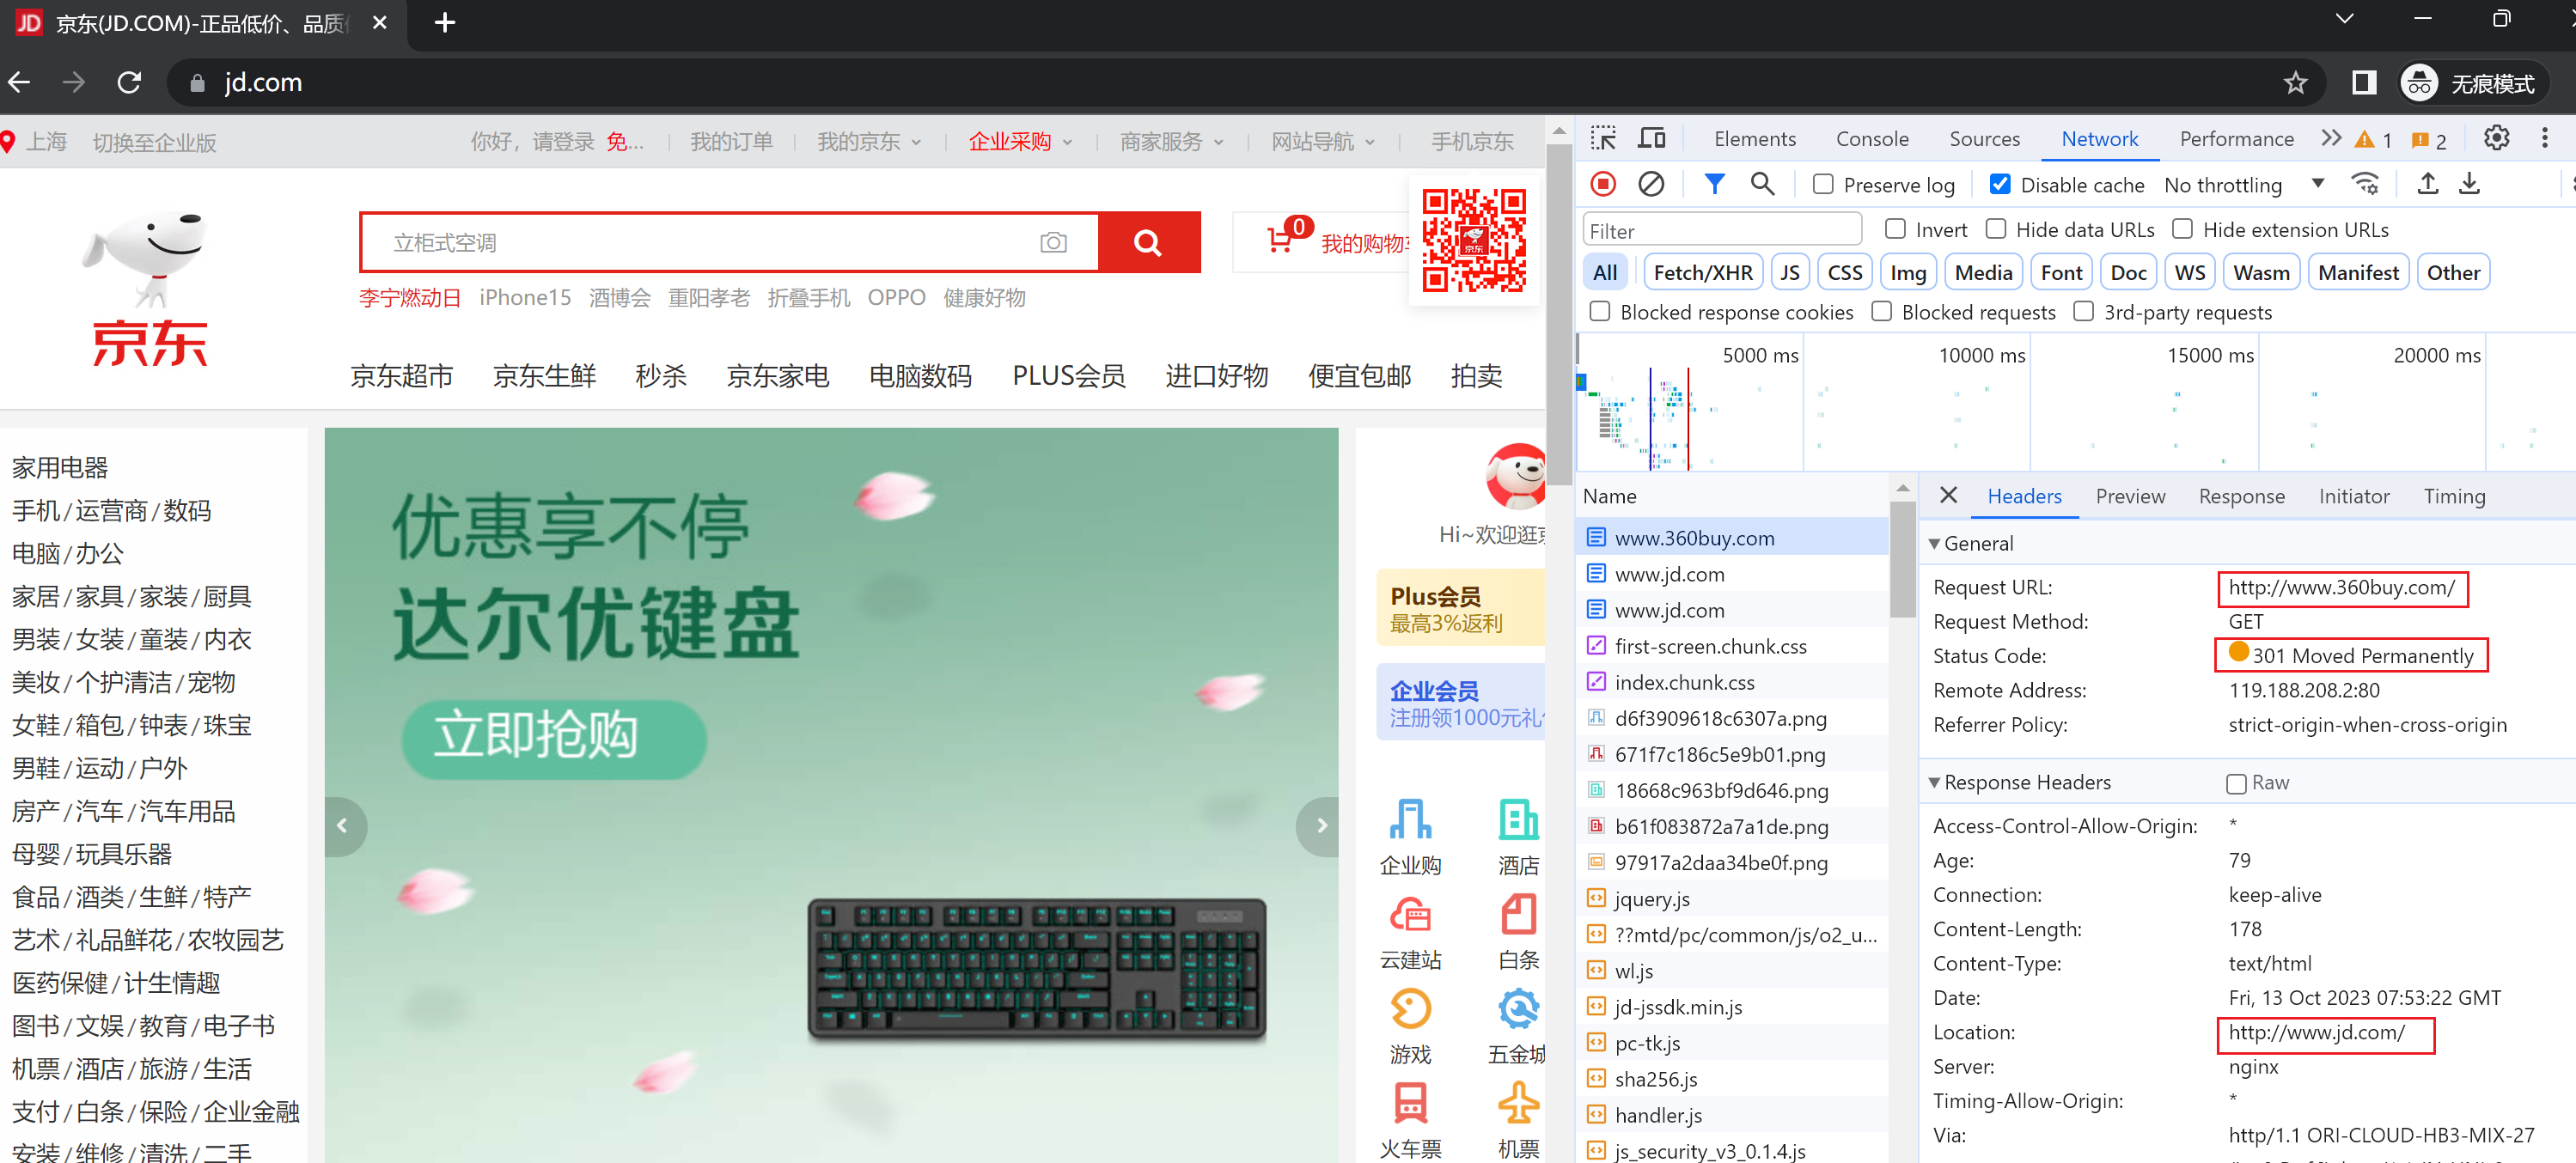 京东(JD.COM)-正品低价、品质
jd.com
无痕模式
上海 切换至企业版 你好，请登录 免... 我的订单 我的京东 企业采购 商家服务 网站导航 手机京东
立柜式空调
0 我的购物
李宁燃动日 iPhone15 酒博会 重阳孝老 折叠手机 OPPO 健康好物
京东
京东超市 京东生鲜 秒杀 京东家电 电脑数码 PLUS会员 进口好物 便宜包邮 拍卖
家用电器
手机/运营商/数码
电脑/办公
家居/家具/家装/厨具
男装/女装/童装/内衣
美妆/个护清洁/宠物
女鞋/箱包/钟表/珠宝
男鞋/运动/户外
房产/汽车/汽车用品
母婴/玩具乐器
食品/酒类/生鲜/特产
艺术/礼品鲜花/农牧园艺
医药保健/计生情趣
图书/文娱/教育/电子书
机票/酒店/旅游/生活
支付/白条/保险/企业金融
安装/维修/清洗/二手
优惠享不停
达尔优键盘
立即抢购
Hi~欢迎逛
Plus会员
最高3%返利
企业会员
注册领1000元礼
企业购 酒店
云建站 白条
游戏 五金城
火车票 机票
Elements Console Sources Network Performance 1 2
Preserve log Disable cache No throttling
Filter Invert Hide data URLs Hide extension URLs
All Fetch/XHR JS CSS Img Media Font Doc WS Wasm Manifest Other
Blocked response cookies Blocked requests 3rd-party requests
5000 ms 10000 ms 15000 ms 20000 ms
Name
www.360buy.com
www.jd.com
www.jd.com
first-screen.chunk.css
index.chunk.css
d6f3909618c6307a.png
671f7c186c5e9b01.png
18668c963bf9d646.png
b61f083872a7a1de.png
97917a2daa34be0f.png
jquery.js
??mtd/pc/common/js/o2_u...
wl.js
jd-jssdk.min.js
pc-tk.js
sha256.js
handler.js
js_security_v3_0.1.4.js
Headers Preview Response Initiator Timing
General
Request URL: http://www.360buy.com/
Request Method: GET
Status Code: 301 Moved Permanently
Remote Address: 119.188.208.2:80
Referrer Policy: strict-origin-when-cross-origin
Response Headers Raw
Access-Control-Allow-Origin: *
Age: 79
Connection: keep-alive
Content-Length: 178
Content-Type: text/html
Date: Fri, 13 Oct 2023 07:53:22 GMT
Location: http://www.jd.com/
Server: nginx
Timing-Allow-Origin: *
Via: http/1.1 ORI-CLOUD-HB3-MIX-27